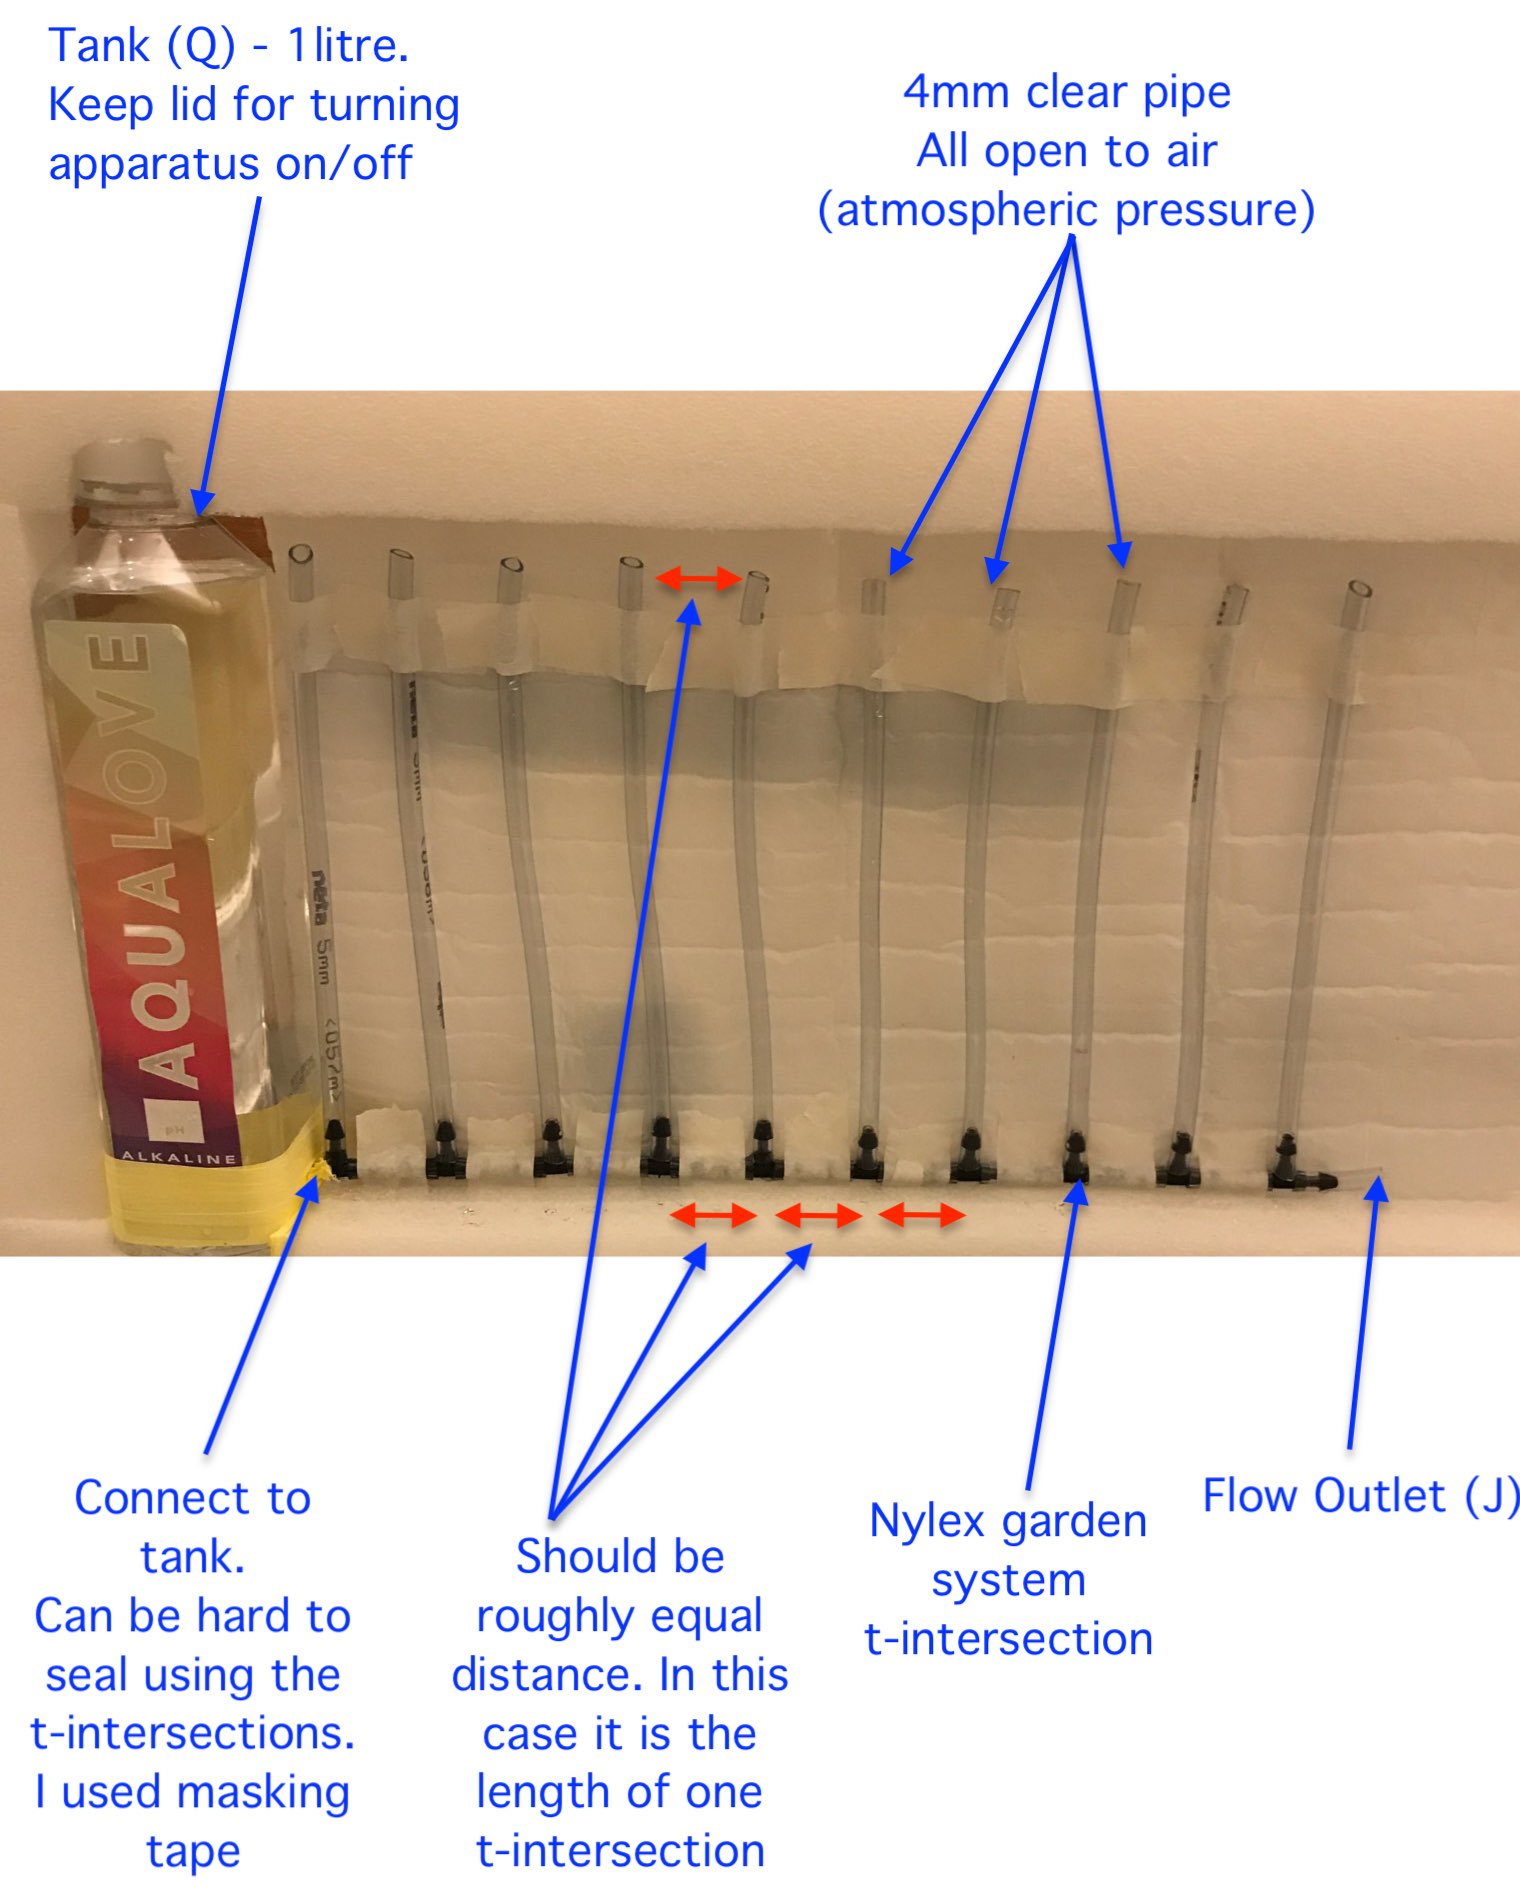 Tank (Q) - 1litre.
Keep lid for turning
apparatus on/off
4mm clear pipe
All open to air
(atmospheric pressure)
AQUALOVE
pH
ALKALINE
5mm
Connect to
tank.
Can be hard to
seal using the
t-intersections.
I used masking
tape
Should be
roughly equal
distance. In this
case it is the
length of one
t-intersection
Nylex garden
system
t-intersection
Flow Outlet (J)